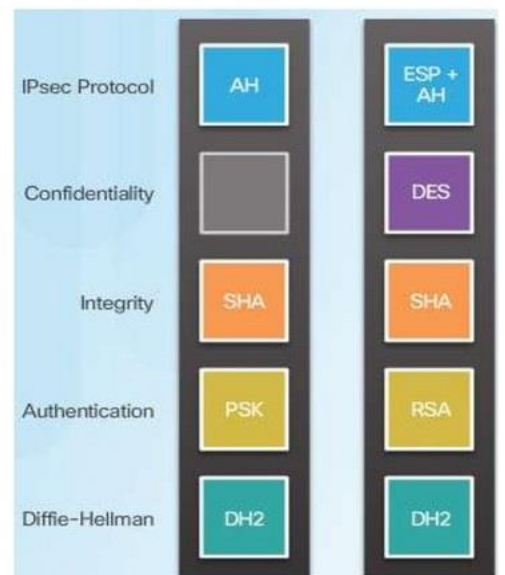 IPsec Protocol AH ESP +
AH
Confidentiality DES
Integrity SHA SHA
Authentication PSK RSA
Diffie-Hellman DH2 DH2